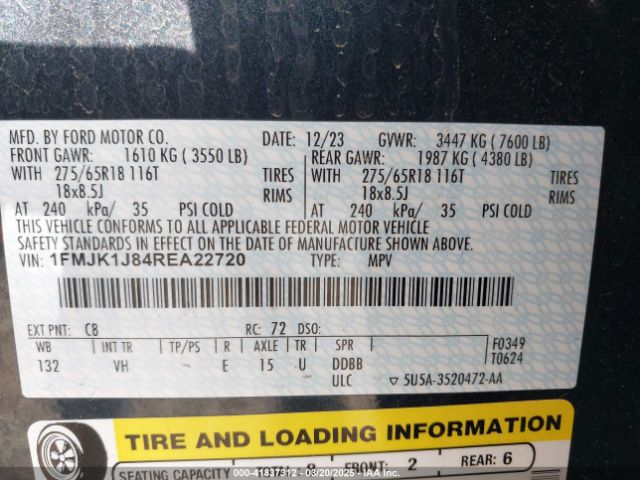 MFD. BY FORD MOTOR CO. DATE: 12/23 GVWR: 3447 KG ( 7600 LB)
FRONT GAWR: 1610 KG ( 3550 LB) REAR GAWR: 1987 KG ( 4380 LB)
WITH 275/65R18 116T TIRES WITH 275/65R18 116T TIRES
18x8.5J RIMS 18x8.5J RIMS
AT 240 kPa/ 35 PSI COLD AT 240 kPa/ 35 PSI COLD
THIS VEHICLE CONFORMS TO ALL APPLICABLE FEDERAL MOTOR VEHICLE
SAFETY STANDARDS IN EFFECT ON THE DATE OF MANUFACTURE SHOWN ABOVE.
VIN: 1FMJK1J84REA22720 TYPE: MPV
EXT PNT: C8 RC: 72 DSO: F0349
WB INT TR TP/PS R AXLE TR SPR T0624
132 VH E 15 U DDBB
ULC ▽ 5U5A-3520472-AA
TIRE AND LOADING INFORMATION
SEATING CAPACITY FRONT: 2 REAR: 6
000-41837312 - 08/20/2025 - IAAI.COM